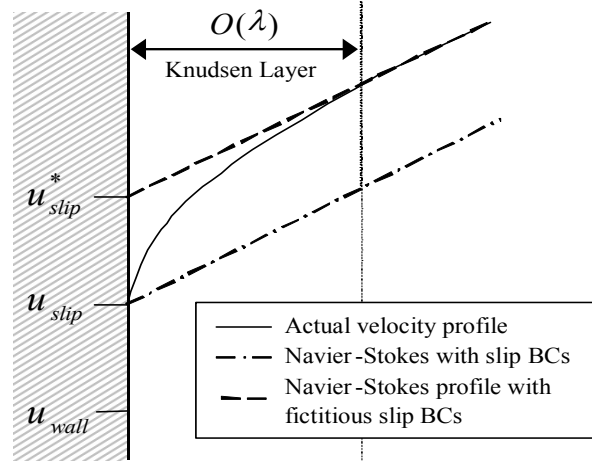 O(λ)
Knudsen Layer
u*slip
uslip
uwall
Actual velocity profile
Navier-Stokes with slip BCs
Navier-Stokes profile with
fictitious slip BCs